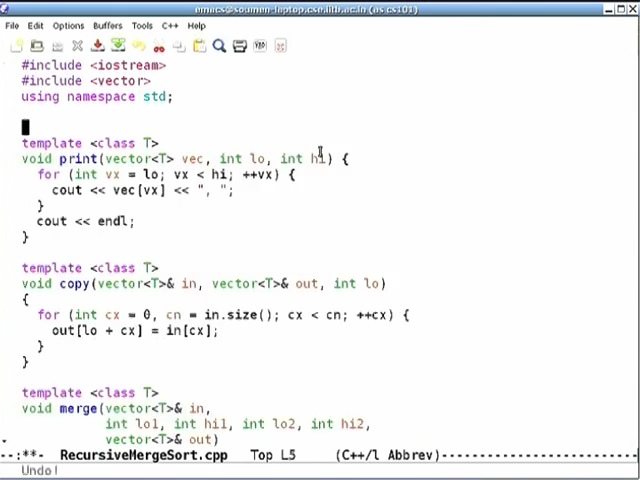 emacs@soumen-laptop.cse.iitb.ac.in (as cs101)
File Edit Options Buffers Tools C++ Help
#include <iostream>
#include <vector>
using namespace std;
template <class T>
void print(vector<T> vec, int lo, int hi) {
for (int vx = lo; vx < hi; ++vx) {
cout << vec[vx] << ", ";
}
cout << endl;
}
template <class T>
void copy(vector<T>& in, vector<T>& out, int lo)
{
for (int cx = 0, cn = in.size(); cx < cn; ++cx) {
out[lo + cx] = in[cx];
}
}
template <class T>
void merge(vector<T>& in,
int lo1, int hi1, int lo2, int hi2,
vector<T>& out)
--:**- RecursiveMergeSort.cpp Top L5 (C++/l Abbrev)
Undo!